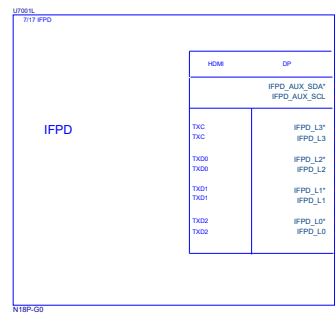 U7001L
7/17 IFPD
HDMI DP
IFPD_AUX_SDA*
IFPD_AUX_SCL
IFPD
TXC IFPD_L3*
TXC IFPD_L3
TXD0 IFPD_L2*
TXD0 IFPD_L2
TXD1 IFPD_L1*
TXD1 IFPD_L1
TXD2 IFPD_L0*
TXD2 IFPD_L0
N18P-G0